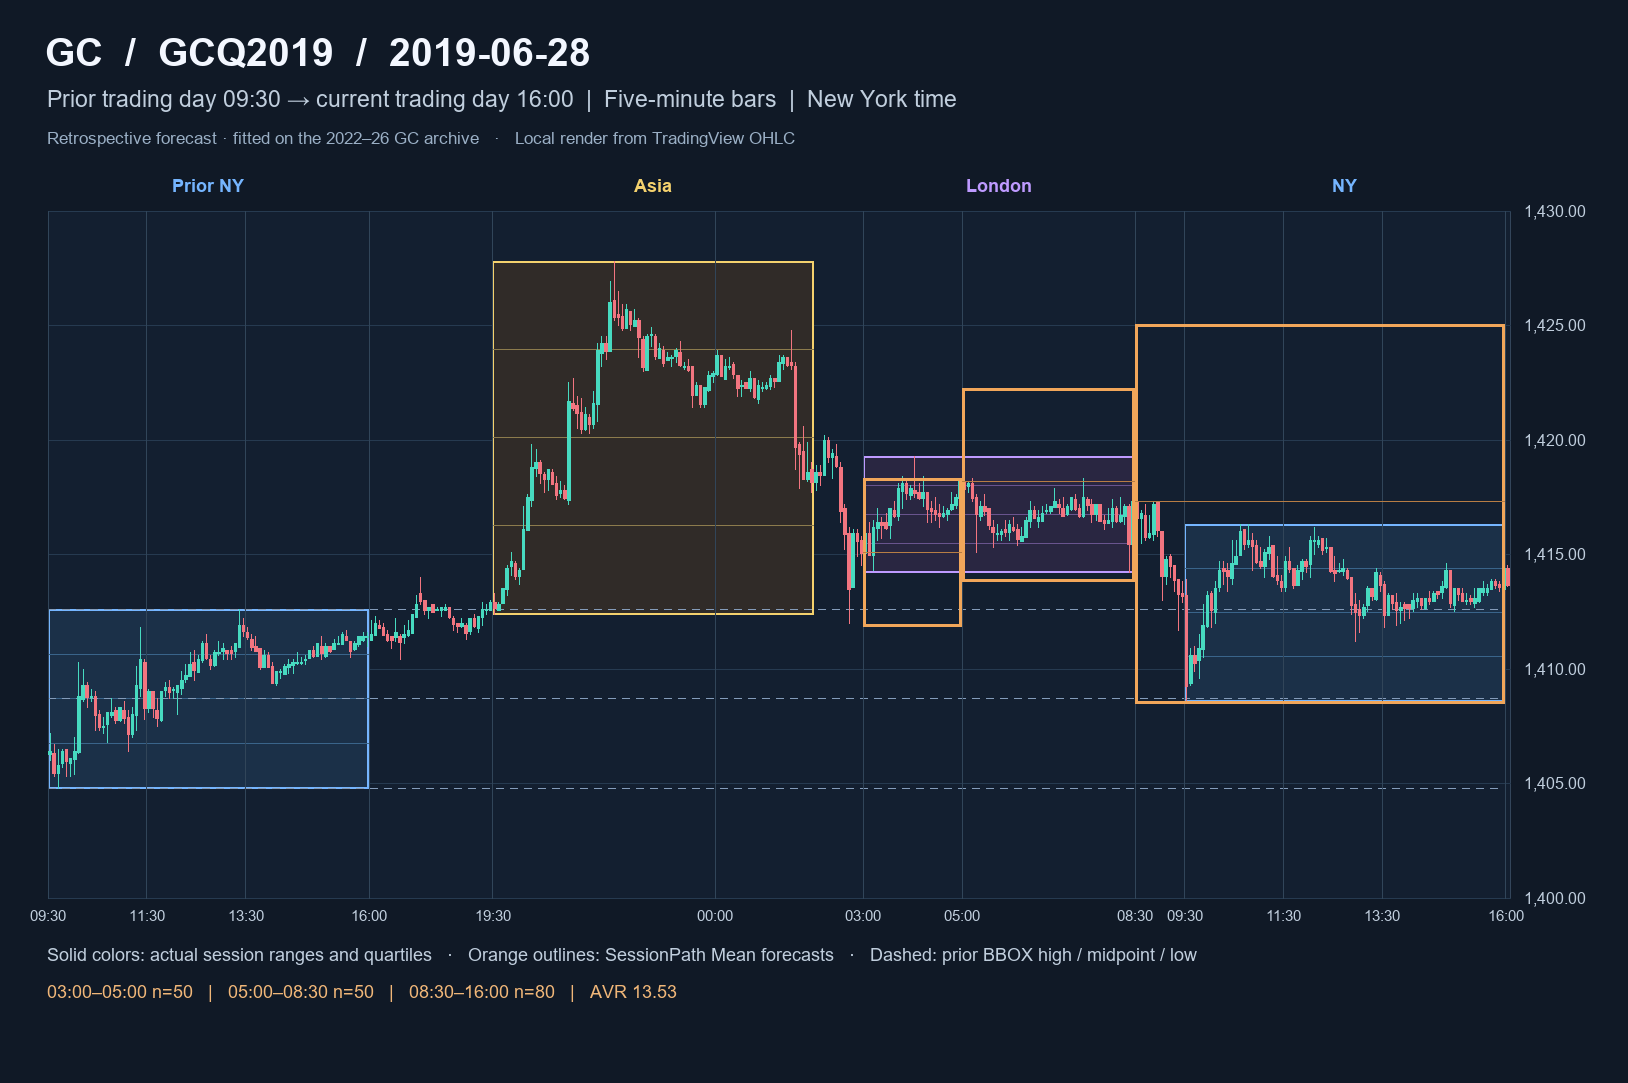 GC / GCQ2019 / 2019-06-28
Prior trading day 09:30 → current trading day 16:00 | Five-minute bars | New York time
Retrospective forecast · fitted on the 2022–26 GC archive · Local render from TradingView OHLC
Prior NY Asia London NY
1,430.00
1,425.00
1,420.00
1,415.00
1,410.00
1,405.00
1,400.00
09:30 11:30 13:30 16:00 19:30 00:00 03:00 05:00 08:30 09:30 11:30 13:30 16:00
Solid colors: actual session ranges and quartiles · Orange outlines: SessionPath Mean forecasts · Dashed: prior BBOX high / midpoint / low
03:00–05:00 n=50 | 05:00–08:30 n=50 | 08:30–16:00 n=80 | AVR 13.53